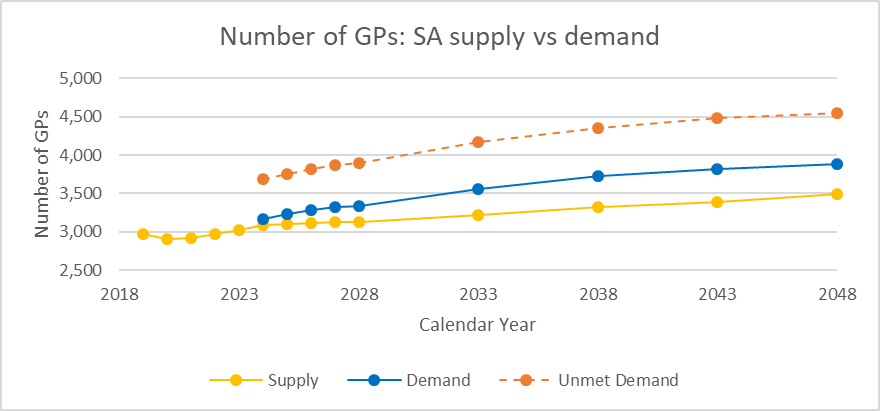 Number of GPs: SA supply vs demand
Number of GPs
5,000
4,500
4,000
3,500
3,000
2,500
2018 2023 2028 2033 2038 2043 2048
Calendar Year
Supply Demand Unmet Demand